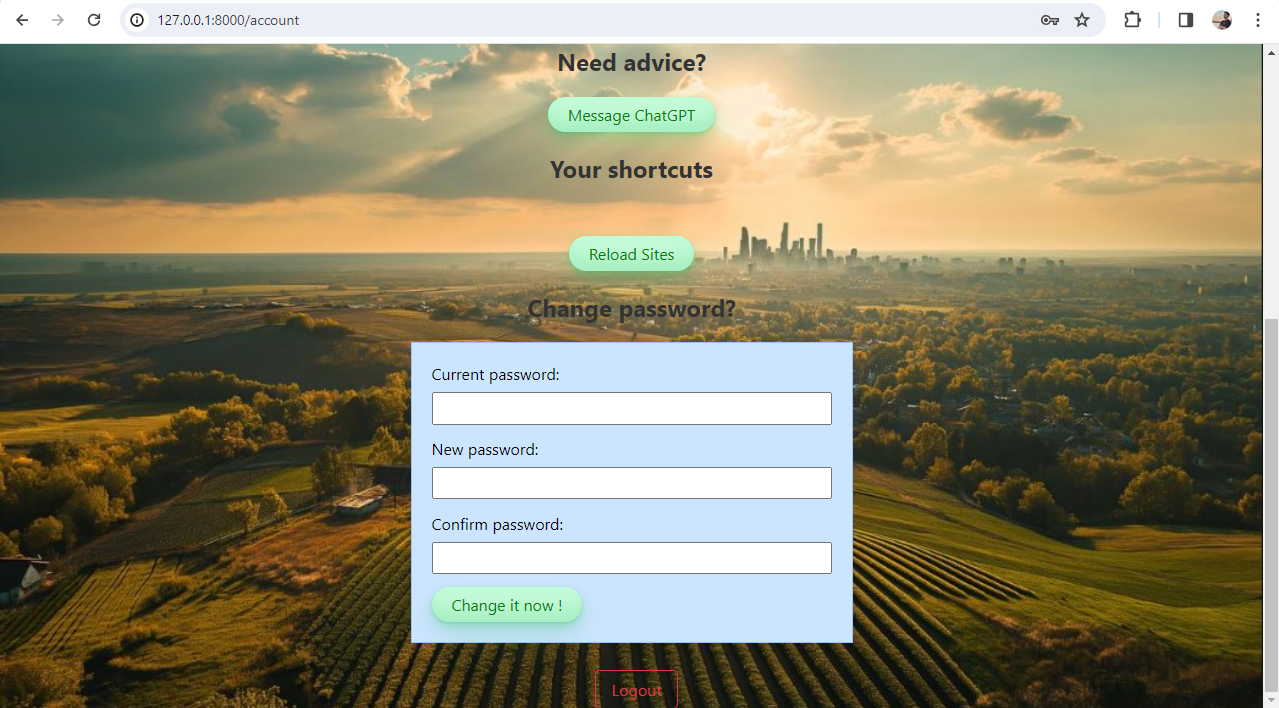 127.0.0.1:8000/account
Need advice?
Message ChatGPT
Your shortcuts
Reload Sites
Change password?
Current password:
New password:
Confirm password:
Change it now !
Logout